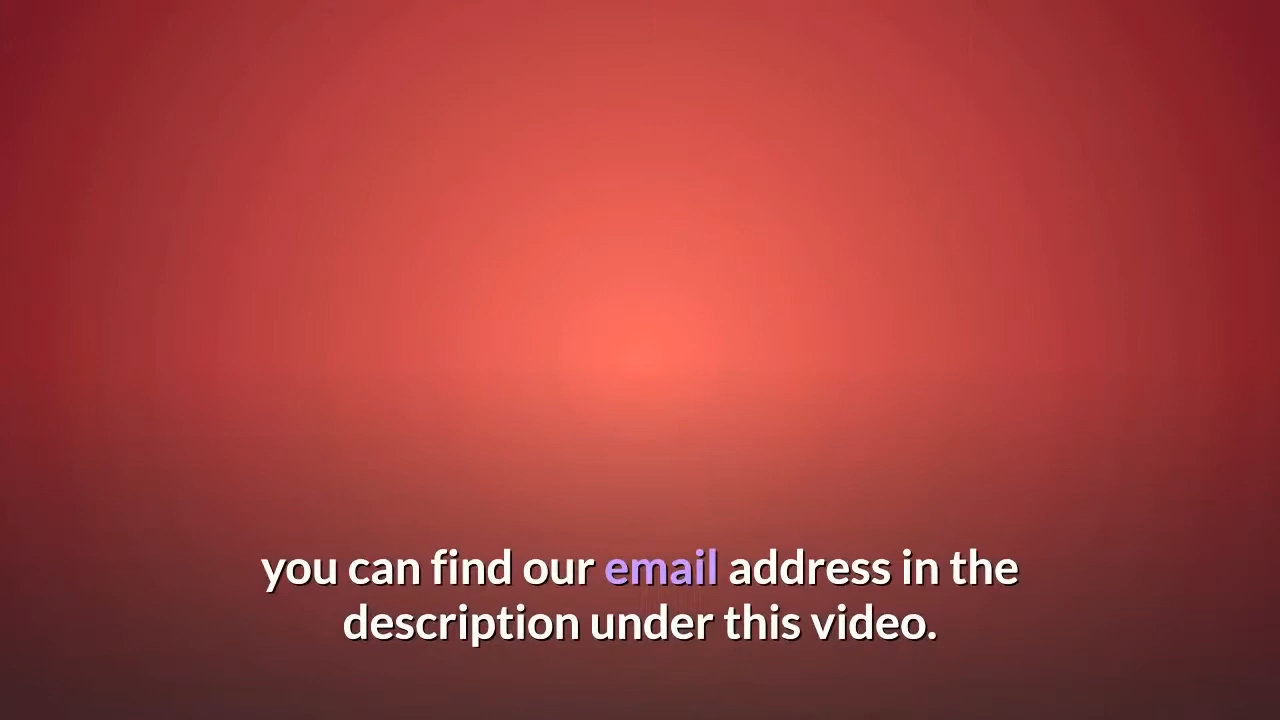 you can find our email address in the
description under this video.